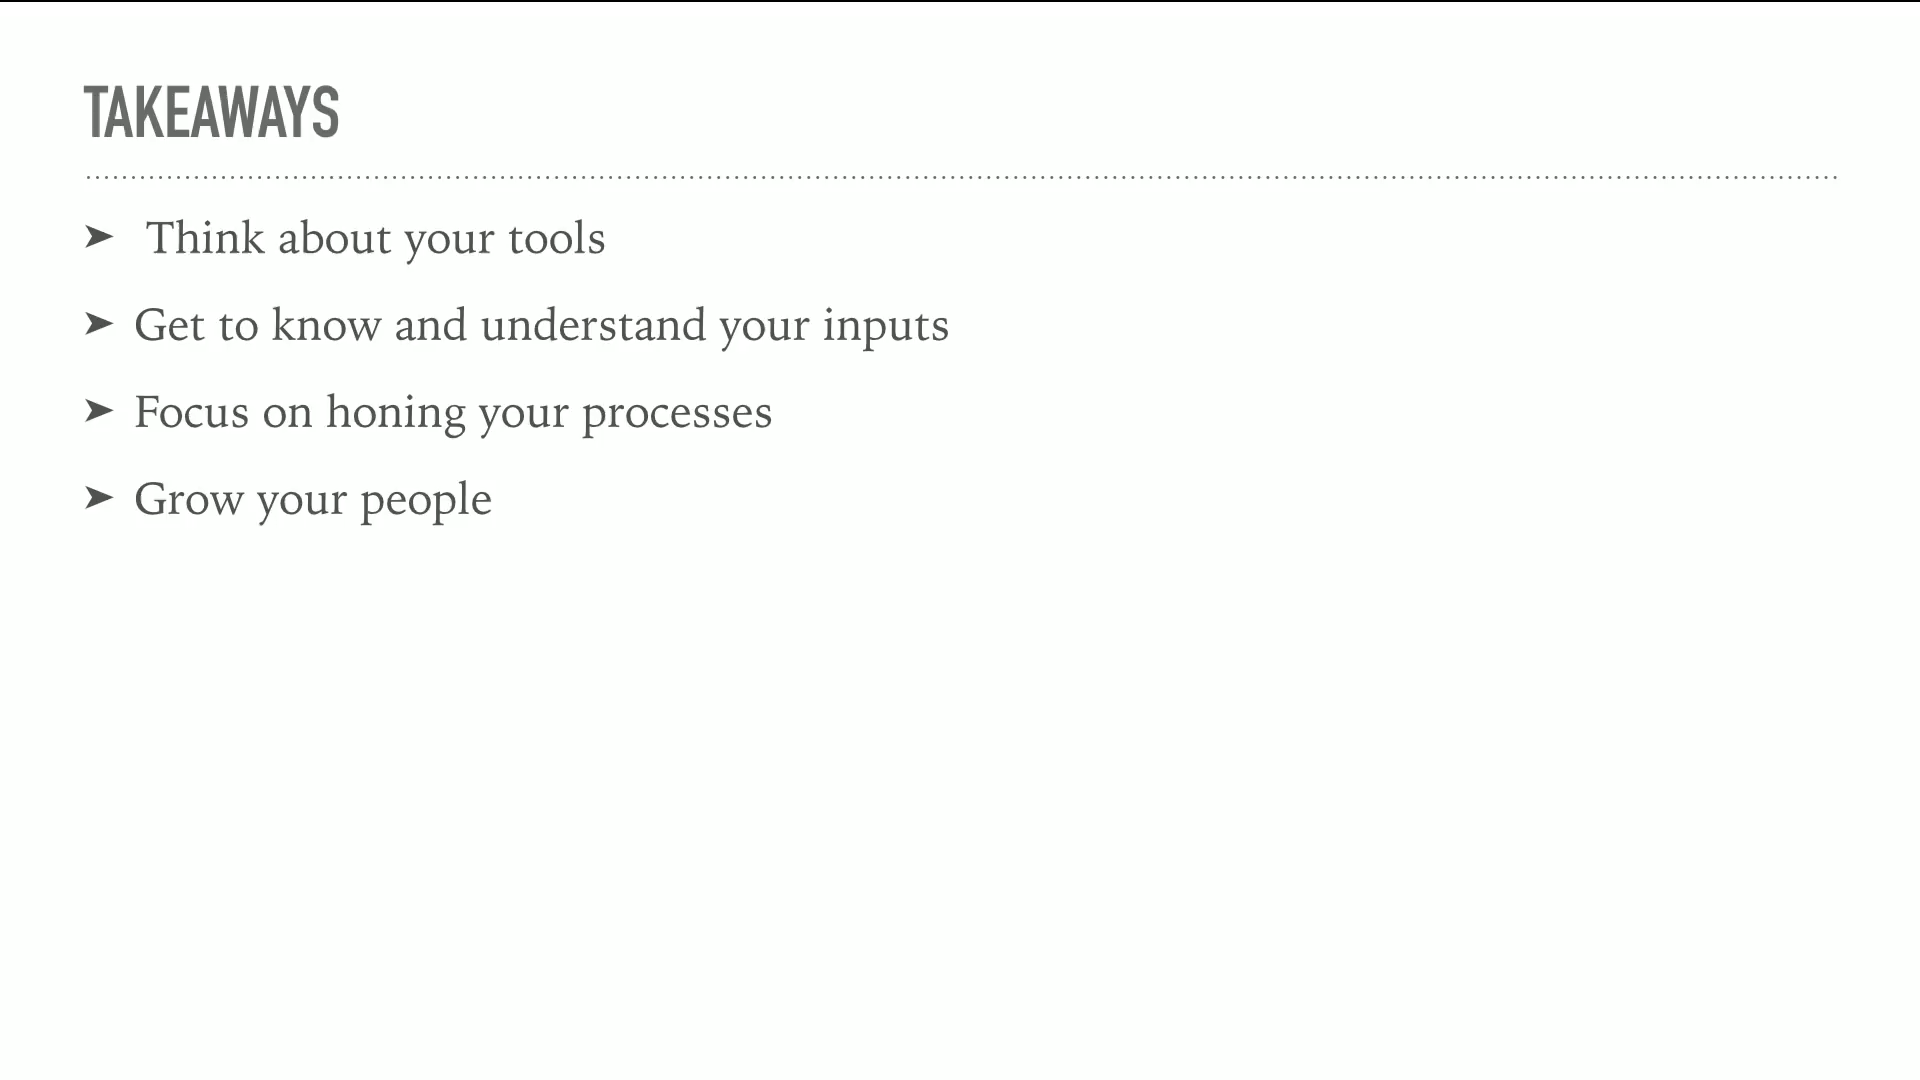 TAKEAWAYS
➤ Think about your tools
➤ Get to know and understand your inputs
➤ Focus on honing your processes
➤ Grow your people